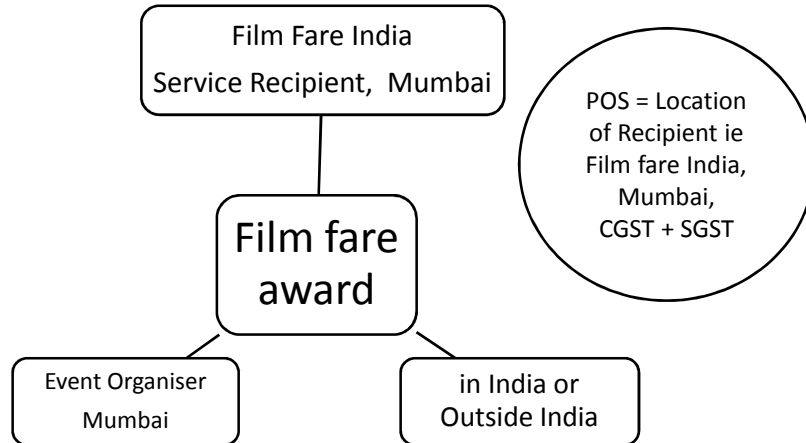 Film Fare India
Service Recipient, Mumbai
POS = Location
of Recipient ie
Film fare India,
Mumbai,
CGST + SGST
Film fare
award
Event Organiser
Mumbai
in India or
Outside India